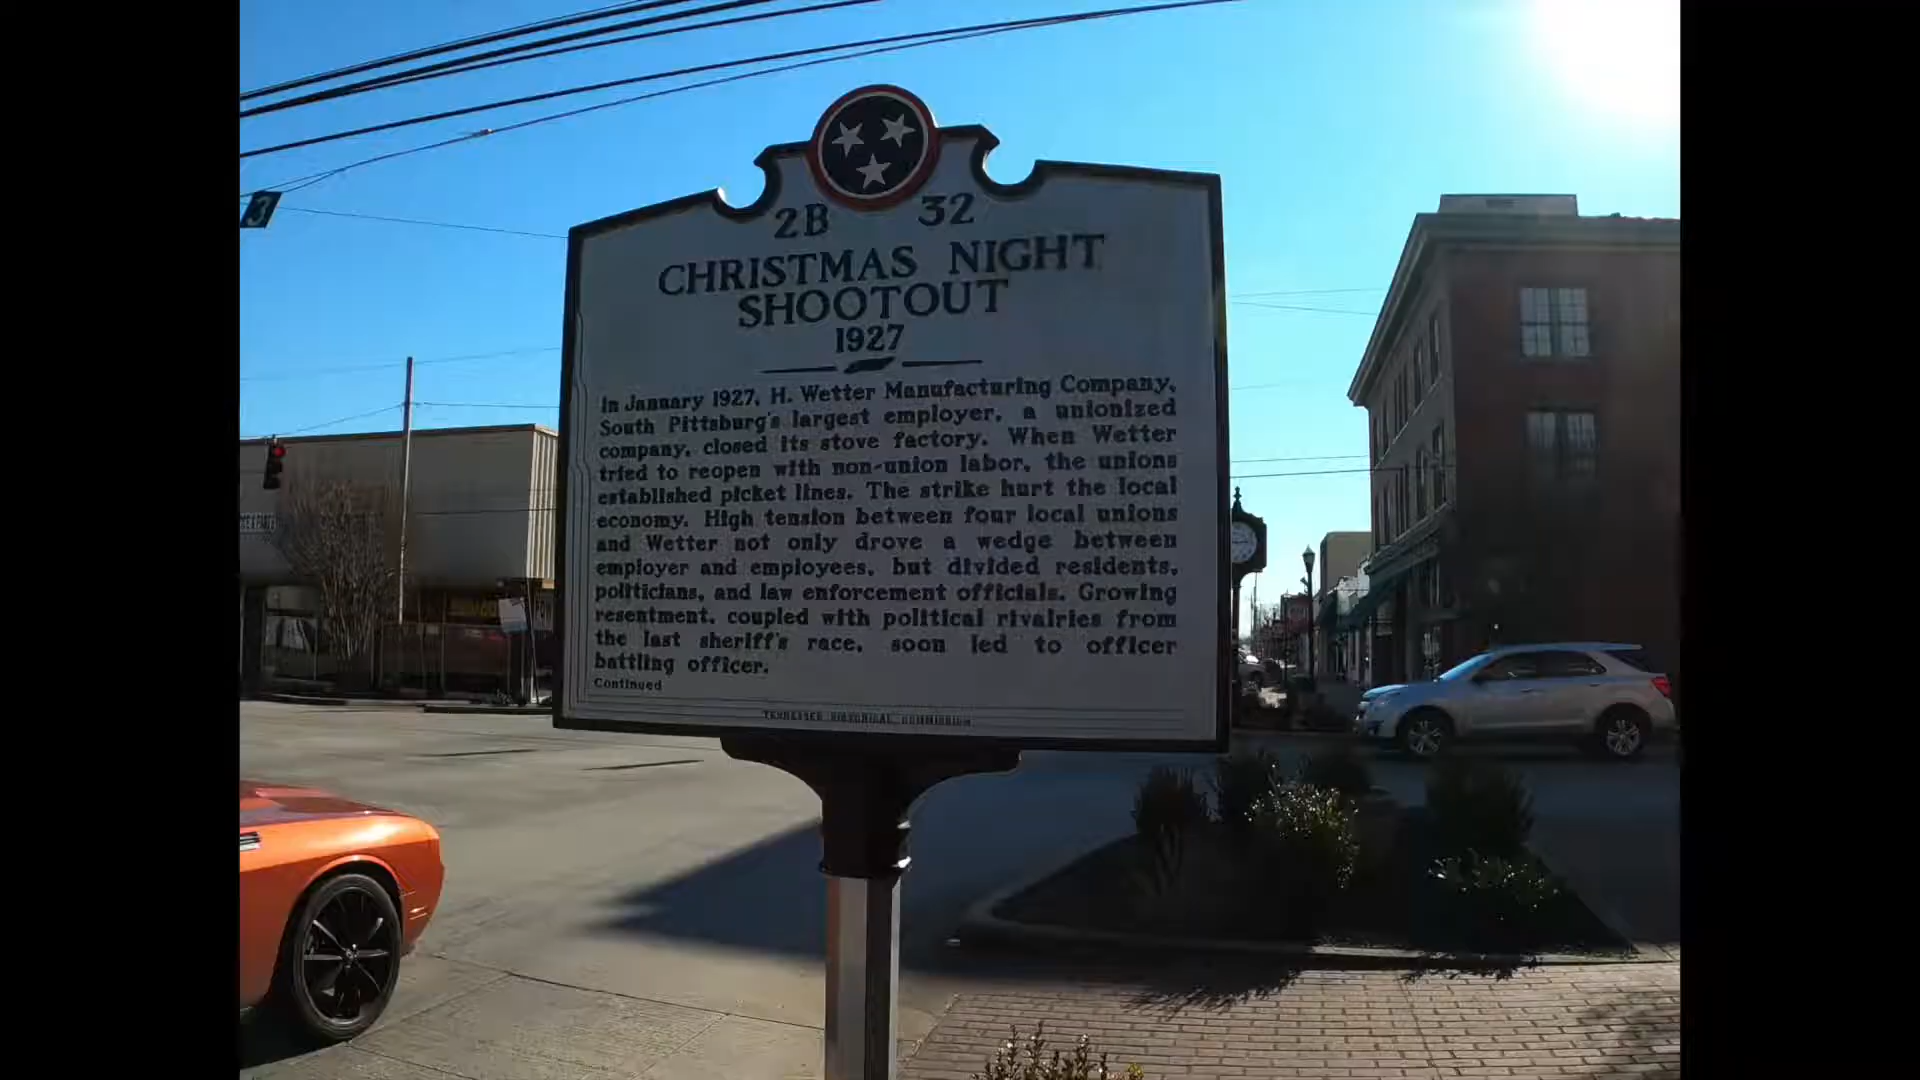 3
2B 32
CHRISTMAS NIGHT
SHOOTOUT
1927
In January 1927, H. Wetter Manufacturing Company,
South Pittsburg's largest employer, a unionized
company, closed its stove factory. When Wetter
tried to reopen with non-union labor, the unions
established picket lines. The strike hurt the local
economy. High tension between four local unions
and Wetter not only drove a wedge between
employer and employees, but divided residents,
politicians, and law enforcement officials. Growing
resentment, coupled with political rivalries from
the last sheriff's race, soon led to officer
battling officer.
Continued
TENNESSEE HISTORICAL COMMISSION